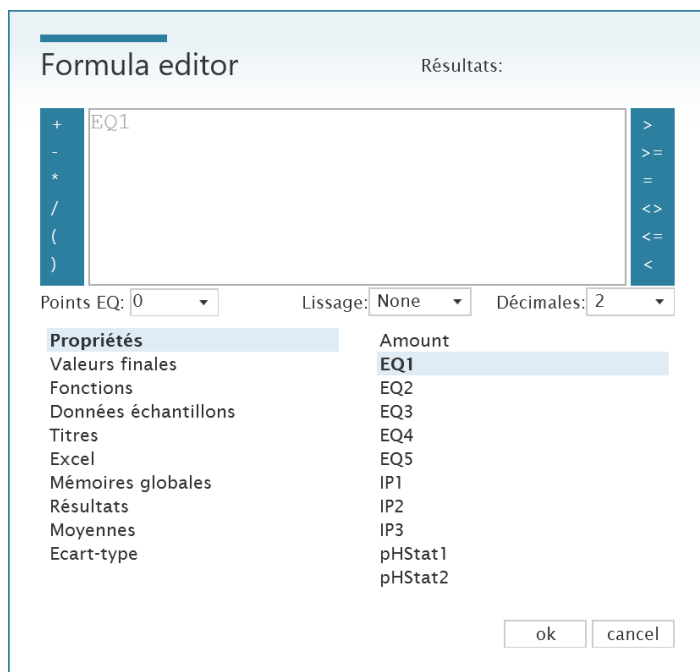 Formula editor
Résultats:
+
-
*
/
(
)
EQ1
>
>=
=
<>
<=
<
Points EQ: 0
Lissage: None
Décimales: 2
Propriétés
Valeurs finales
Fonctions
Données échantillons
Titres
Excel
Mémoires globales
Résultats
Moyennes
Ecart-type
Amount
EQ1
EQ2
EQ3
EQ4
EQ5
IP1
IP2
IP3
pHStat1
pHStat2
ok
cancel